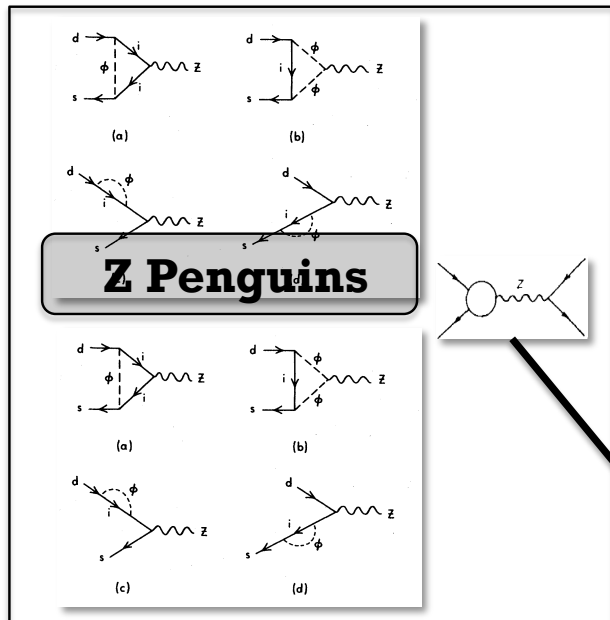 d i Z
φ
s i
(a)
d φ
i Z
s φ
(b)
d φ
i Z
s
d
i Z
s φ
Z Penguins
Z
d i Z
φ
s i
(a)
d φ
i Z
s φ
(b)
d φ
i Z
s
(c)
d
i Z
s φ
(d)